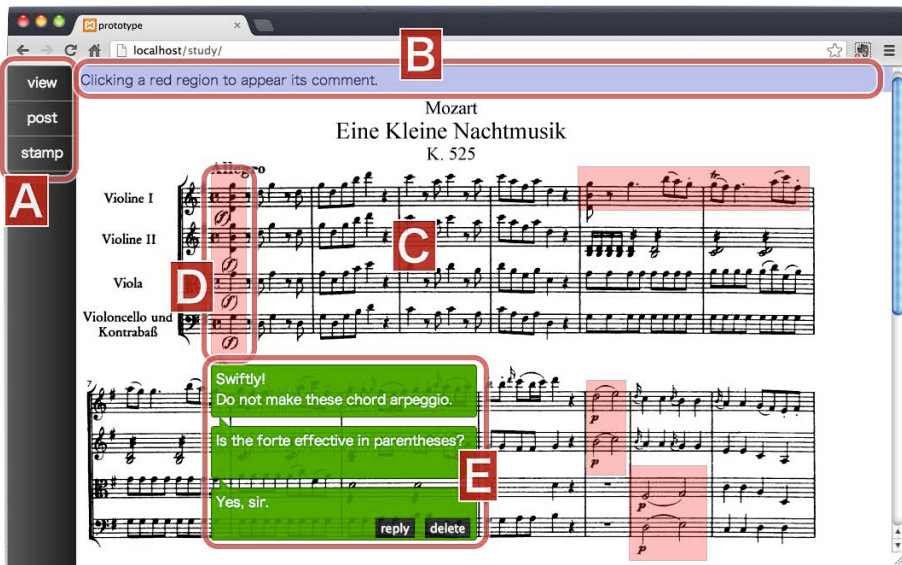 prototype
localhost/study/
B
view
Clicking a red region to appear its comment.
post
stamp
A
Mozart
Eine Kleine Nachtmusik
K. 525
Allegro
Violine I
tr
Violine II
C
D
Viola
Violoncello und
Kontrabaß
(f)
(f)
(f)
(f)
7
Swiftly!
Do not make these chord arpeggio.
Is the forte effective in parentheses?
E
Yes, sir.
reply delete
p
p
p
p